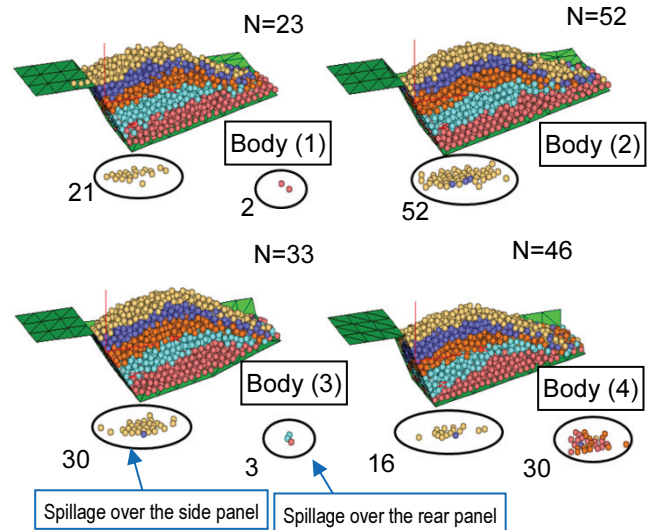 N=23
N=52
Body (1)
Body (2)
21
2
52
N=33
N=46
Body (3)
Body (4)
30
3
16
30
Spillage over the side panel
Spillage over the rear panel